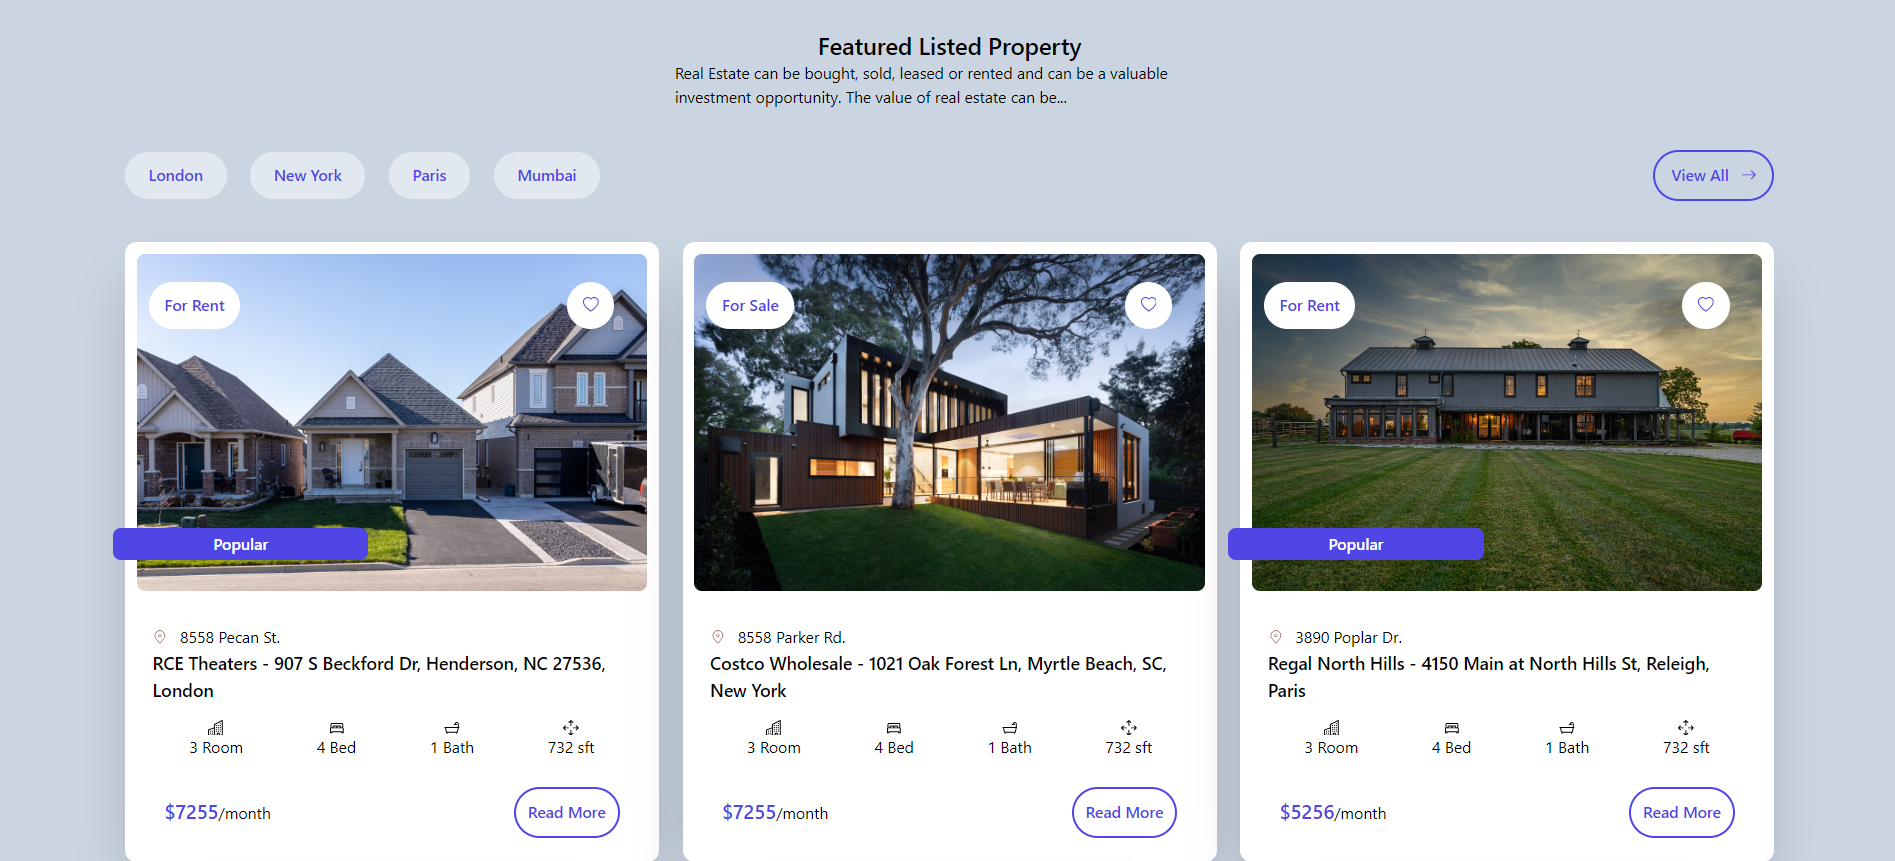 Featured Listed Property
Real Estate can be bought, sold, leased or rented and can be a valuable
investment opportunity. The value of real estate can be...
London
New York
Paris
Mumbai
View All
For Rent
Popular
8558 Pecan St.
RCE Theaters - 907 S Beckford Dr, Henderson, NC 27536,
London
3 Room
4 Bed
1 Bath
732 sft
$7255/month
Read More
For Sale
8558 Parker Rd.
Costco Wholesale - 1021 Oak Forest Ln, Myrtle Beach, SC,
New York
3 Room
4 Bed
1 Bath
732 sft
$7255/month
Read More
For Rent
Popular
3890 Poplar Dr.
Regal North Hills - 4150 Main at North Hills St, Releigh,
Paris
3 Room
4 Bed
1 Bath
732 sft
$5256/month
Read More